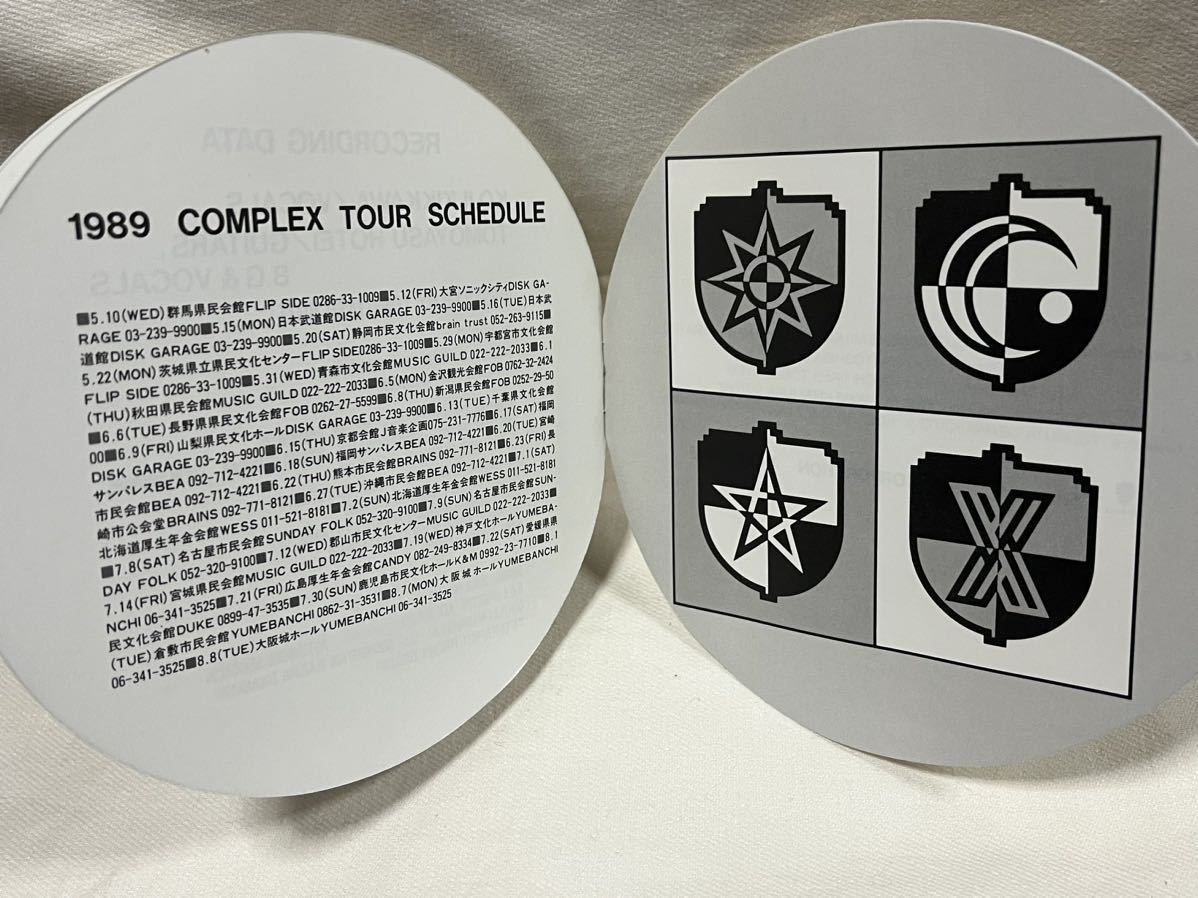 1989 COMPLEX TOUR SCHEDULE
■5.10(WED)群馬県民会館FLIP SIDE 0286-33-1009■5.12(FRI)大宮ソニックシティDISK GA-
RAGE 03-239-9900■5.15(MON)日本武道館DISK GARAGE 03-239-9900■5.16(TUE)日本武
道館DISK GARAGE 03-239-9900■5.20(SAT)静岡市民文化会館brain trust 052-263-9115■
5.22(MON)茨城県立県民文化センターFLIP SIDE0286-33-1009■5.29(MON)宇都宮市文化会館
FLIP SIDE 0286-33-1009■5.31(WED)青森市文化会館MUSIC GUILD 022-222-2033■6.1
(THU)秋田県民会館MUSIC GUILD 022-222-2033■6.5(MON)金沢観光会館FOB 0762-32-2424
■6.6(TUE)長野県県民文化会館FOB 0262-27-5599■6.8(THU)新潟県民会館FOB 0252-29-50
00■6.9(FRI)山梨県民文化ホールDISK GARAGE 03-239-9900■6.13(TUE)千葉県文化会館
DISK GARAGE 03-239-9900■6.15(THU)京都会館J音楽企画075-231-7776■6.17(SAT)福岡
サンパレスBEA 092-712-4221■6.18(SUN)福岡サンパレスBEA 092-712-4221■6.20(TUE)宮崎
市民会館BEA 092-712-4221■6.22(THU)熊本市民会館BRAINS 092-771-8121■6.23(FRI)長
崎市公会堂BRAINS 092-771-8121■6.27(TUE)沖縄市民会館BEA 092-712-4221■7.1(SAT)
北海道厚生年金会館WESS 011-521-8181■7.2(SUN)北海道厚生年金会館WESS 011-521-8181
■7.8(SAT)名古屋市民会館SUNDAY FOLK 052-320-9100■7.9(SUN)名古屋市民会館SUN-
DAY FOLK 052-320-9100■7.12(WED)郡山市民文化センターMUSIC GUILD 022-222-2033■
7.14(FRI)宮城県民会館MUSIC GUILD 022-222-2033■7.19(WED)神戸文化ホールYUMEBA-
NCHI 06-341-3525■7.21(FRI)広島厚生年金会館CANDY 082-249-8334■7.22(SAT)愛媛県県
民文化会館DUKE 0899-47-3535■7.30(SUN)鹿児島市民文化ホールK&M 0992-23-7710■8.1
(TUE)倉敷市民会館YUMEBANCHI 0862-31-3531■8.7(MON)大阪城ホールYUMEBANCHI
06-341-3525■8.8(TUE)大阪城ホールYUMEBANCHI 06-341-3525
RECORDING DATA
TOMOYASU HOTEI/GUITARS,
B.G & VOCALS